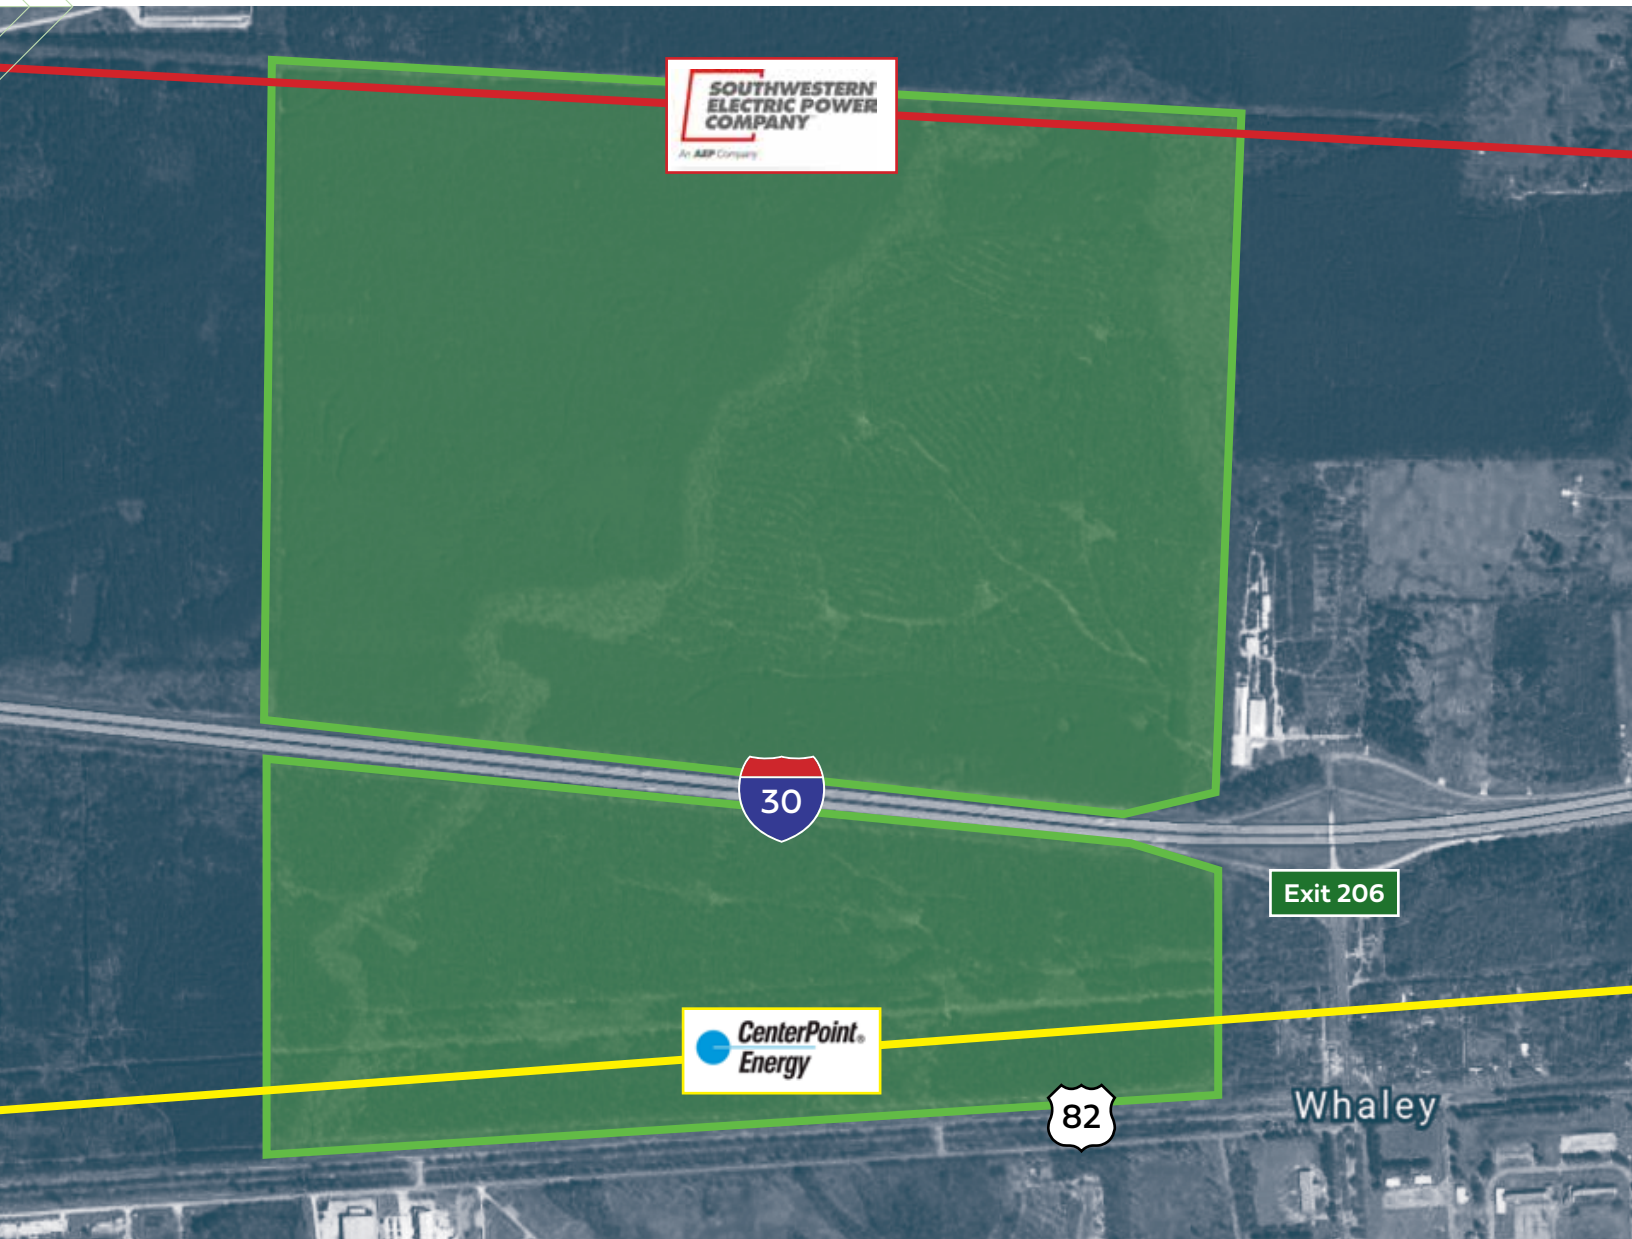 SOUTHWESTERN
ELECTRIC POWER
COMPANY
An AEP Company
30
Exit 206
CenterPoint®
Energy
82
Whaley